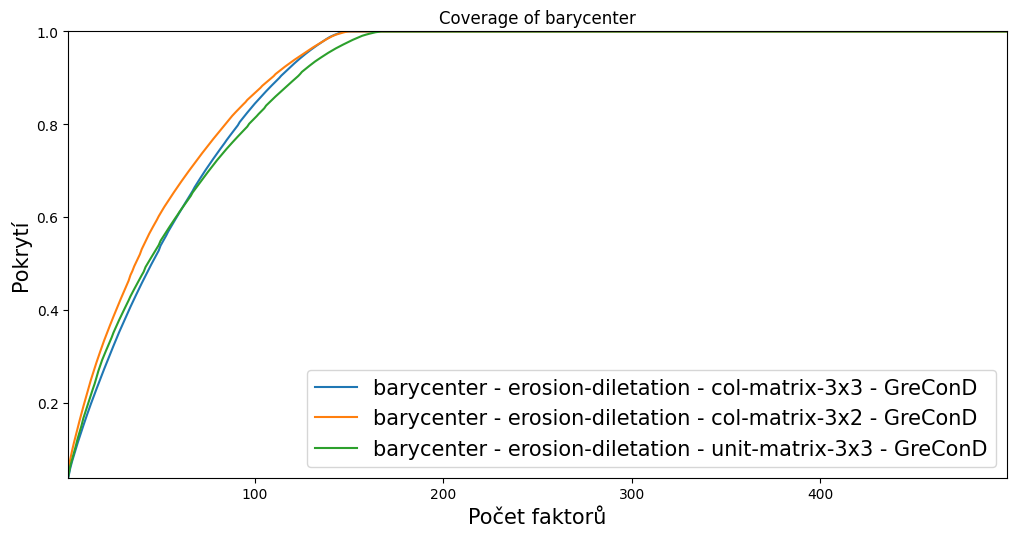 Coverage of barycenter
1.0
0.8
0.6
0.4
0.2
Pokrytí
barycenter - erosion-diletation - col-matrix-3x3 - GreConD
barycenter - erosion-diletation - col-matrix-3x2 - GreConD
barycenter - erosion-diletation - unit-matrix-3x3 - GreConD
100 200 300 400
Počet faktorů